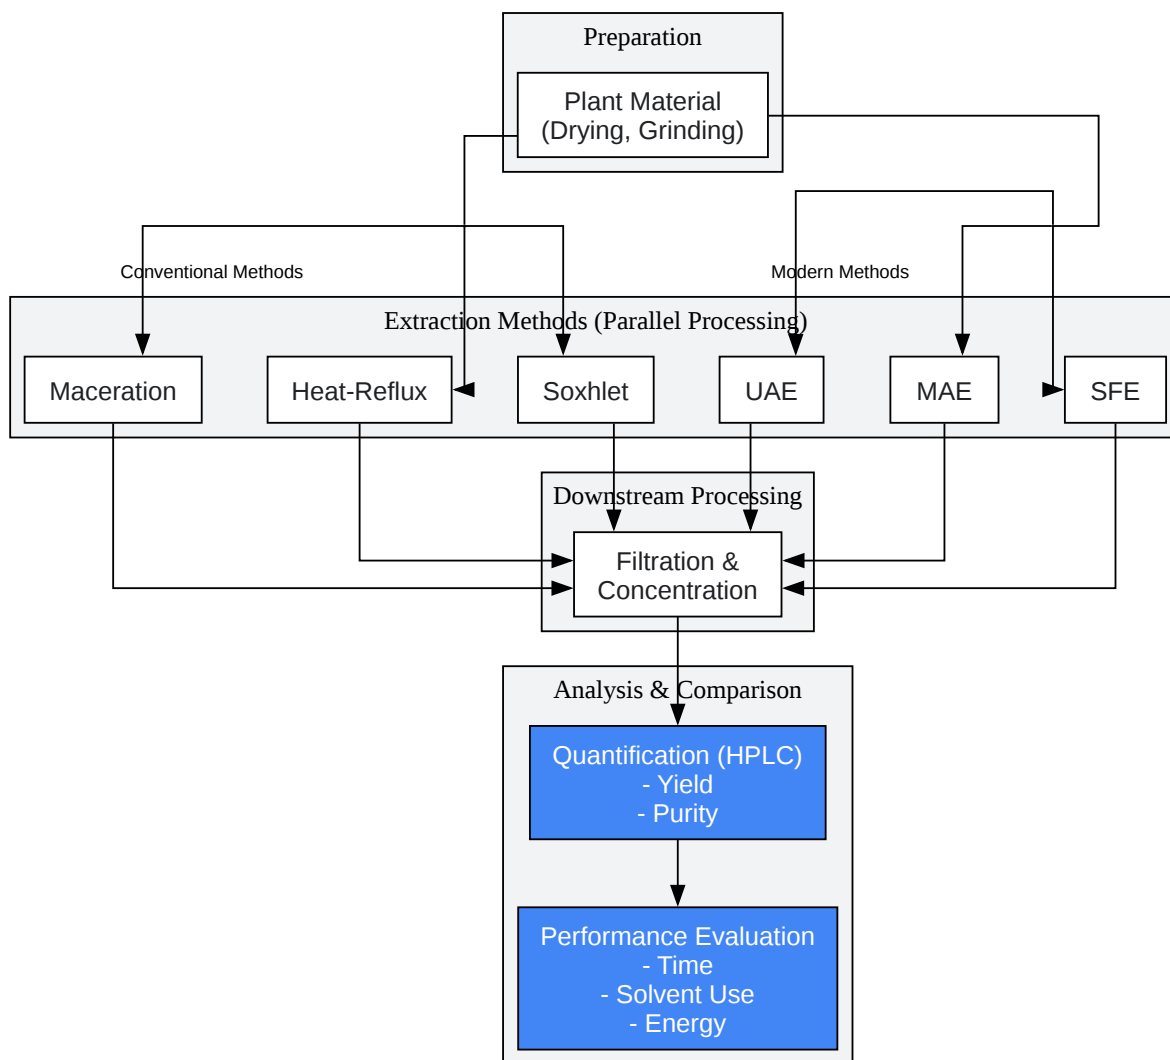 Preparation
Plant Material
(Drying, Grinding)
Conventional Methods
Modern Methods
Extraction Methods (Parallel Processing)
Maceration
Heat-Reflux
Soxhlet
UAE
MAE
SFE
Downstream Processing
Filtration &
Concentration
Analysis & Comparison
Quantification (HPLC)
- Yield
- Purity
Performance Evaluation
- Time
- Solvent Use
- Energy